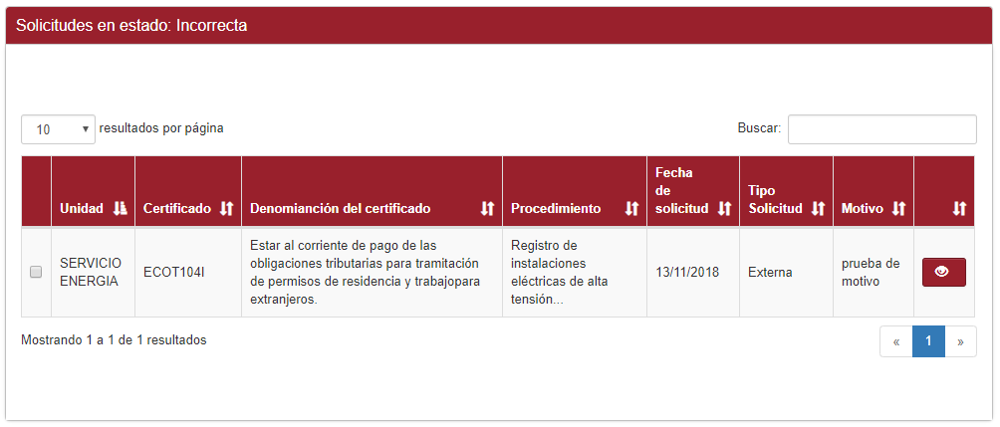 Solicitudes en estado: Incorrecta
10 resultados por página
Buscar:
Unidad
Certificado
Denomianción del certificado
Procedimiento
Fecha
de
solicitud
Tipo
Solicitud
Motivo
SERVICIO
ENERGIA
ECOT104I
Estar al corriente de pago de las
obligaciones tributarias para tramitación
de permisos de residencia y trabajopara
extranjeros.
Registro de
instalaciones
eléctricas de alta
tensión...
13/11/2018
Externa
prueba de
motivo
Mostrando 1 a 1 de 1 resultados
« 1 »